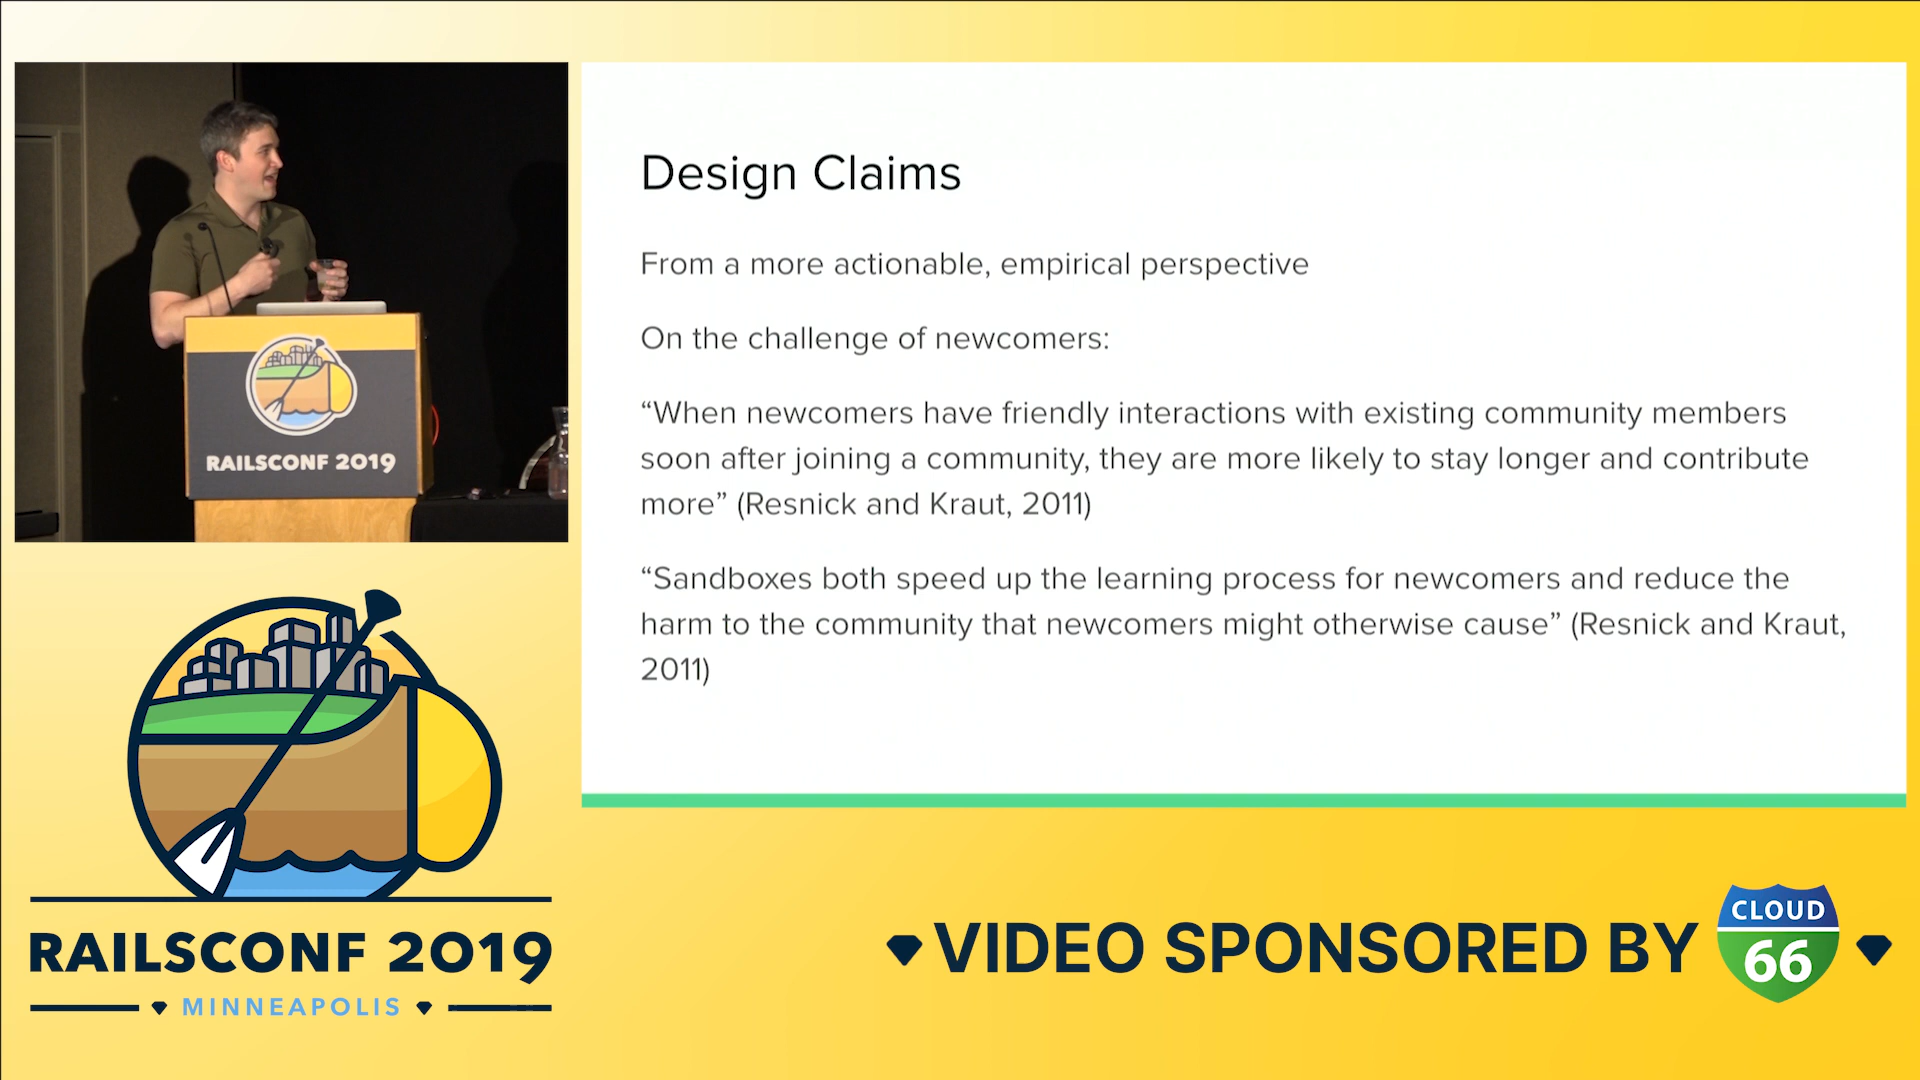 RAILSCONF 2019
Design Claims
From a more actionable, empirical perspective
On the challenge of newcomers:
“When newcomers have friendly interactions with existing community members
soon after joining a community, they are more likely to stay longer and contribute
more” (Resnick and Kraut, 2011)
“Sandboxes both speed up the learning process for newcomers and reduce the
harm to the community that newcomers might otherwise cause” (Resnick and Kraut,
2011)
RAILSCONF 2019
MINNEAPOLIS
VIDEO SPONSORED BY
CLOUD
66